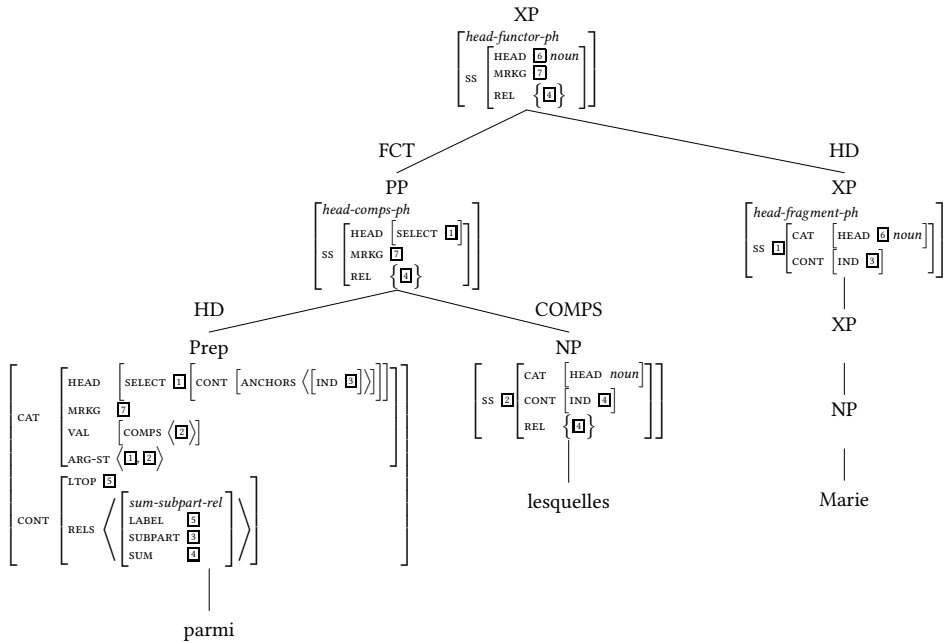 XP
head-functor-ph
SS HEAD 6 noun
MRKG 7
REL { 4 }
FCT HD
PP XP
head-comps-ph
SS HEAD [SELECT 1]
MRKG 7
REL { 4 }
head-fragment-ph
SS 1 CAT [HEAD 6 noun]
CONT [IND 3]
HD COMPS
XP
Prep NP
CAT HEAD [SELECT 1 [CONT [ANCHORS ⟨[IND 3]⟩]]]
MRKG 7
VAL [COMPS ⟨2⟩]
ARG-ST ⟨1, 2⟩
CONT LTOP 5
RELS ⟨ sum-subpart-rel
LABEL 5
SUBPART 3
SUM 4 ⟩
SS 2 CAT [HEAD noun]
CONT [IND 4]
REL { 4 }
NP
lesquelles
Marie
parmi